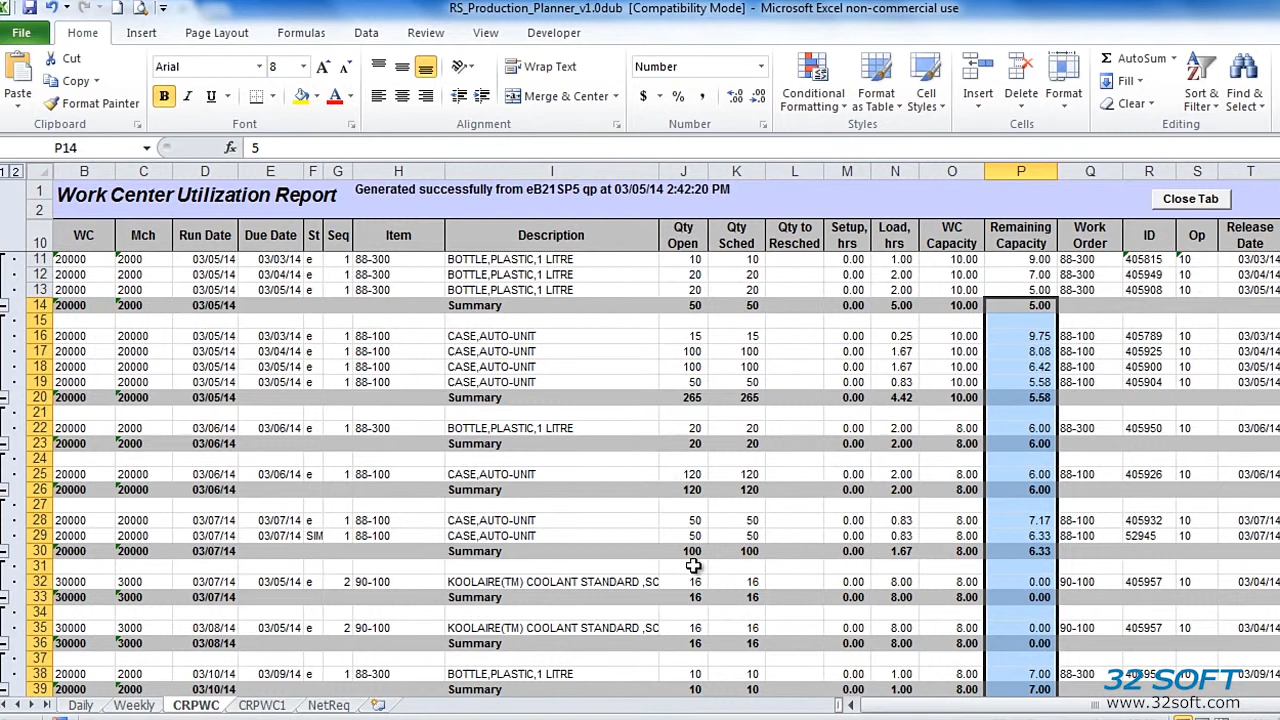 RS_Production_Planner_v1.0dub [Compatibility Mode] - Microsoft Excel non-commercial use
File Home Insert Page Layout Formulas Data Review View Developer
Paste Cut Copy Format Painter Clipboard
Arial 8 B I U Font
Wrap Text Merge & Center Alignment
Number $ % , Number
Conditional Formatting Format as Table Cell Styles Styles
Insert Delete Format Cells
Σ AutoSum Fill Clear Sort & Filter Find & Select Editing
P14 fx 5
1 2 B C D E F G H I J K L M N O P Q R S T
1 Work Center Utilization Report Generated successfully from eB21SP5 qp at 03/05/14 2:42:20 PM
2 Close Tab
10 WC Mch Run Date Due Date St Seq Item Description Qty Open Qty Sched Qty to Resched Setup, hrs Load, hrs WC Capacity Remaining Capacity Work Order ID Op Release Date
11 20000 2000 03/05/14 03/03/14 e 1 88-300 BOTTLE,PLASTIC,1 LITRE 10 10 0.00 1.00 10.00 9.00 88-300 405815 10 03/03/14
12 20000 2000 03/05/14 03/04/14 e 1 88-300 BOTTLE,PLASTIC,1 LITRE 20 20 0.00 2.00 10.00 7.00 88-300 405949 10 03/04/14
13 20000 2000 03/05/14 03/05/14 e 1 88-300 BOTTLE,PLASTIC,1 LITRE 20 20 0.00 2.00 10.00 5.00 88-300 405908 10 03/05/14
14 20000 2000 03/05/14 Summary 50 50 0.00 5.00 10.00 5.00
15
16 20000 20000 03/05/14 03/03/14 e 1 88-100 CASE,AUTO-UNIT 15 15 0.00 0.25 10.00 9.75 88-100 405789 10 03/03/14
17 20000 20000 03/05/14 03/04/14 e 1 88-100 CASE,AUTO-UNIT 100 100 0.00 1.67 10.00 8.08 88-100 405925 10 03/04/14
18 20000 20000 03/05/14 03/05/14 e 1 88-100 CASE,AUTO-UNIT 100 100 0.00 1.67 10.00 6.42 88-100 405900 10 03/05/14
19 20000 20000 03/05/14 03/05/14 e 1 88-100 CASE,AUTO-UNIT 50 50 0.00 0.83 10.00 5.58 88-100 405904 10 03/05/14
20 20000 20000 03/05/14 Summary 265 265 0.00 4.42 10.00 5.58
21
22 20000 2000 03/06/14 03/06/14 e 1 88-300 BOTTLE,PLASTIC,1 LITRE 20 20 0.00 2.00 8.00 6.00 88-300 405950 10 03/06/14
23 20000 2000 03/06/14 Summary 20 20 0.00 2.00 8.00 6.00
24
25 20000 20000 03/06/14 03/06/14 e 1 88-100 CASE,AUTO-UNIT 120 120 0.00 2.00 8.00 6.00 88-100 405926 10 03/06/14
26 20000 20000 03/06/14 Summary 120 120 0.00 2.00 8.00 6.00
27
28 20000 20000 03/07/14 03/07/14 e 1 88-100 CASE,AUTO-UNIT 50 50 0.00 0.83 8.00 7.17 88-100 405932 10 03/07/14
29 20000 20000 03/07/14 03/07/14 SIM 1 88-100 CASE,AUTO-UNIT 50 50 0.00 0.83 8.00 6.33 88-100 52945 10 03/07/14
30 20000 20000 03/07/14 Summary 100 100 0.00 1.67 8.00 6.33
31
32 30000 3000 03/07/14 03/05/14 e 2 90-100 KOOLAIRE(TM) COOLANT STANDARD ,SC 16 16 0.00 8.00 8.00 0.00 90-100 405957 10 03/04/14
33 30000 3000 03/07/14 Summary 16 16 0.00 8.00 8.00 0.00
34
35 30000 3000 03/08/14 03/05/14 e 2 90-100 KOOLAIRE(TM) COOLANT STANDARD ,SC 16 16 0.00 8.00 8.00 0.00 90-100 405957 10 03/04/14
36 30000 3000 03/08/14 Summary 16 16 0.00 8.00 8.00 0.00
37
38 20000 2000 03/10/14 03/09/14 e 1 88-300 BOTTLE,PLASTIC,1 LITRE 10 10 0.00 1.00 8.00 7.00 88-300 03/09/14
39 20000 2000 03/10/14 Summary 10 10 0.00 1.00 8.00 7.00
32 SOFT
www.32soft.com
Daily Weekly CRPWC CRPWC1 NetReq